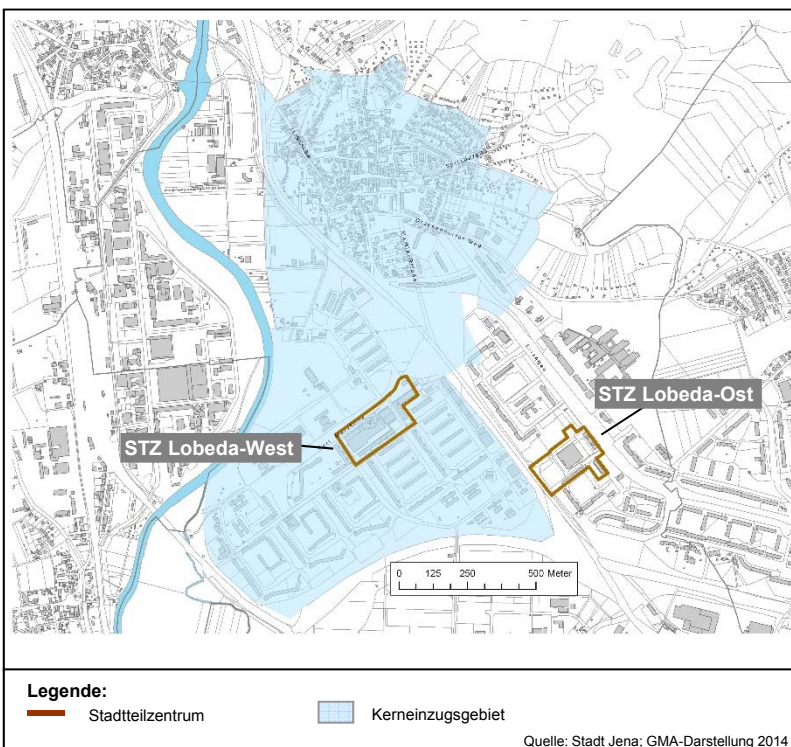 STZ Lobeda-Ost
STZ Lobeda-West
0 125 250 500 Meter
Legende:
Stadtteilzentrum
Kerneinzugsgebiet
Quelle: Stadt Jena; GMA-Darstellung 2014